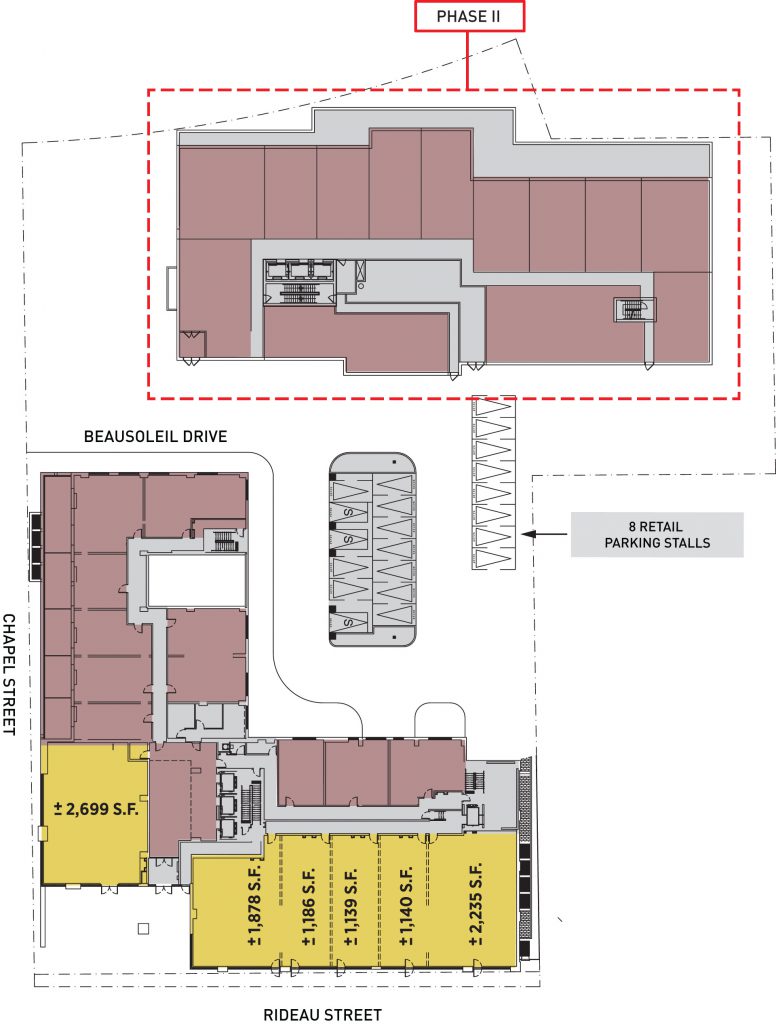 PHASE II
BEAUSOLEIL DRIVE
8 RETAIL
PARKING STALLS
S
S
S
CHAPEL STREET
± 2,699 S.F.
± 1,878 S.F.
± 1,186 S.F.
± 1,139 S.F.
± 1,140 S.F.
± 2,235 S.F.
RIDEAU STREET